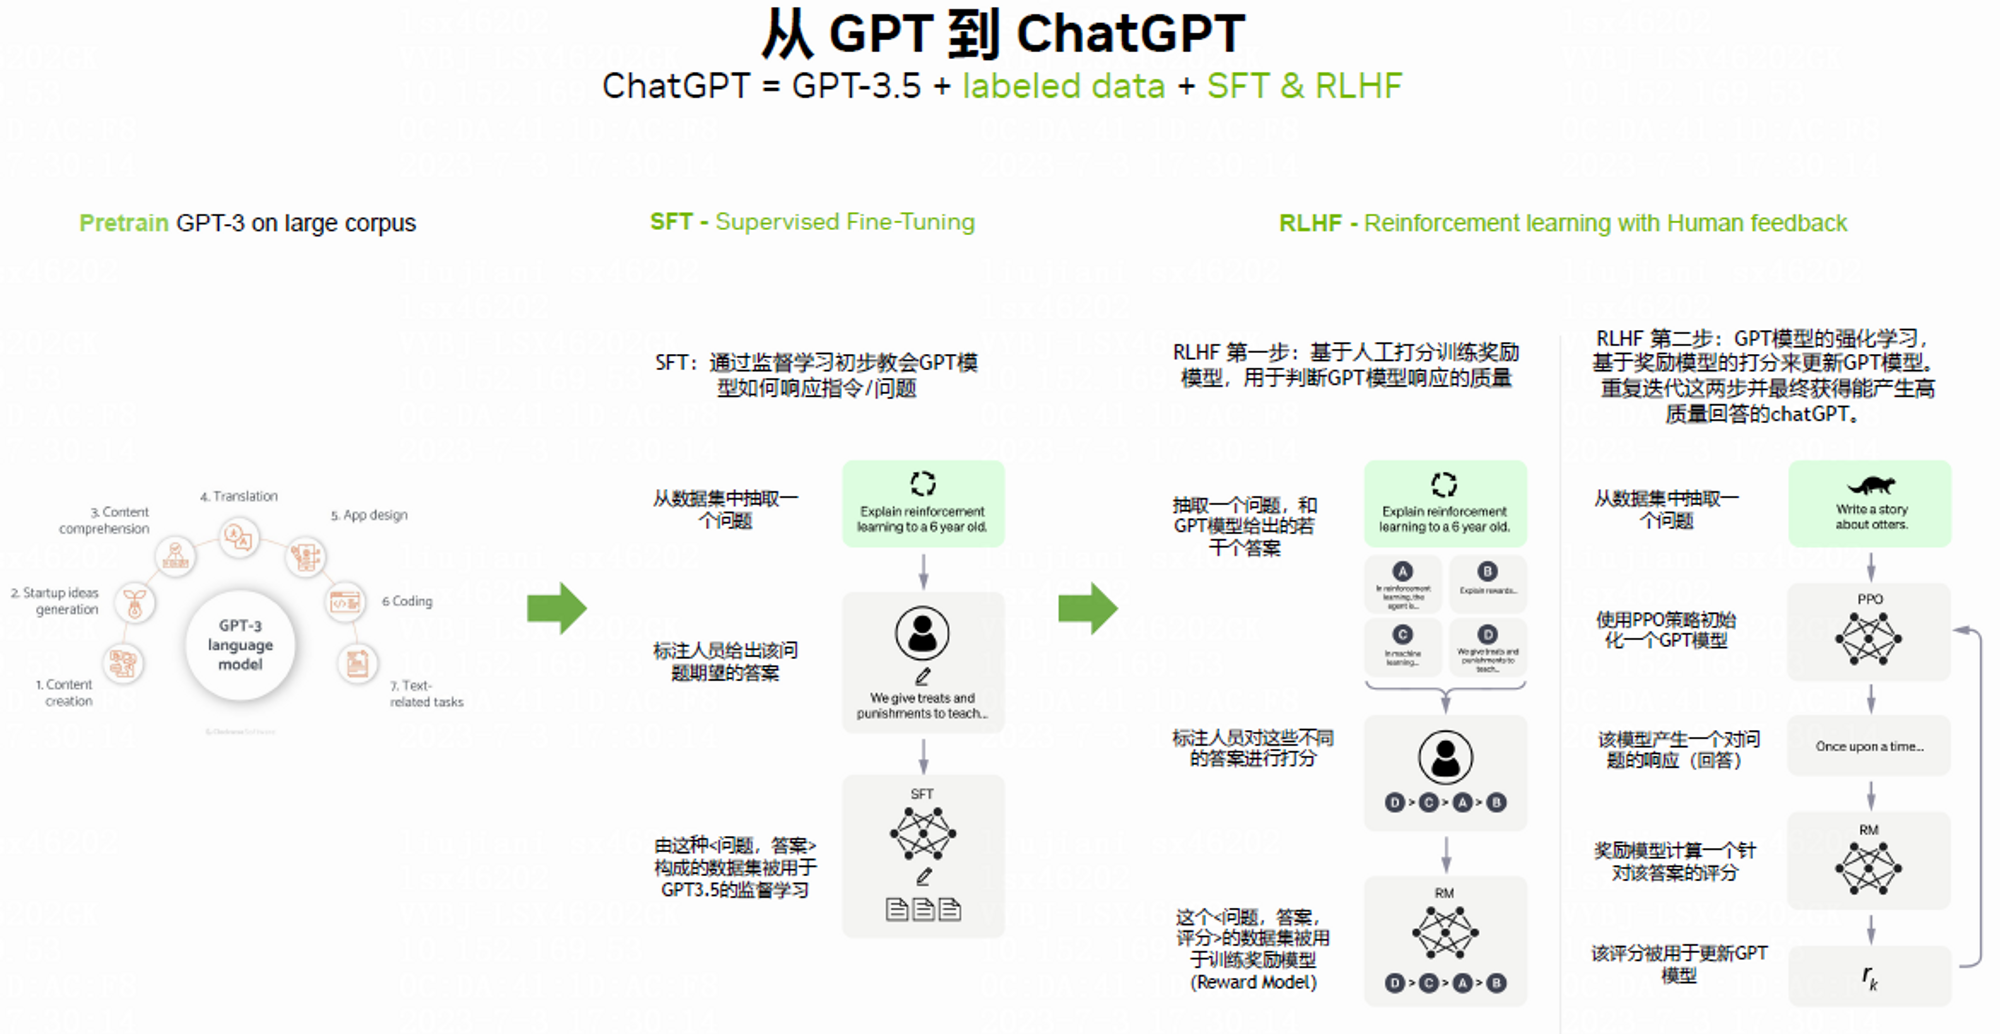 从 GPT 到 ChatGPT
ChatGPT = GPT-3.5 + labeled data + SFT & RLHF
Pretrain GPT-3 on large corpus
4. Translation
3. Content
comprehension
5. App design
2. Startup ideas
generation
6 Coding
GPT-3
language
model
1. Content
creation
7. Text-
related tasks
SFT - Supervised Fine-Tuning
SFT：通过监督学习初步教会GPT模
型如何响应指令/问题
从数据集中抽取一
个问题
Explain reinforcement
learning to a 6 year old.
标注人员给出该问
题期望的答案
We give treats and
punishments to teach...
由这种<问题，答案>
构成的数据集被用于
GPT3.5的监督学习
SFT
RLHF - Reinforcement learning with Human feedback
RLHF 第一步：基于人工打分训练奖励
模型，用于判断GPT模型响应的质量
抽取一个问题，和
GPT模型给出的若
干个答案
Explain reinforcement
learning to a 6 year old.
A
In reinforcement
learning, the
agent is...
B
Explain rewards...
C
In machine
learning...
D
We give treats and
punishments to
teach...
标注人员对这些不同
的答案进行打分
D > C > A > B
这个<问题，答案，
评分>的数据集被用
于训练奖励模型
(Reward Model)
RM
D > C > A > B
RLHF 第二步：GPT模型的强化学习，
基于奖励模型的打分来更新GPT模型。
重复迭代这两步并最终获得能产生高
质量回答的chatGPT。
从数据集中抽取一
个问题
Write a story
about otters.
使用PPO策略初始
化一个GPT模型
PPO
该模型产生一个对问
题的响应（回答）
Once upon a time...
奖励模型计算一个针
对该答案的评分
RM
该评分被用于更新GPT
模型
rk